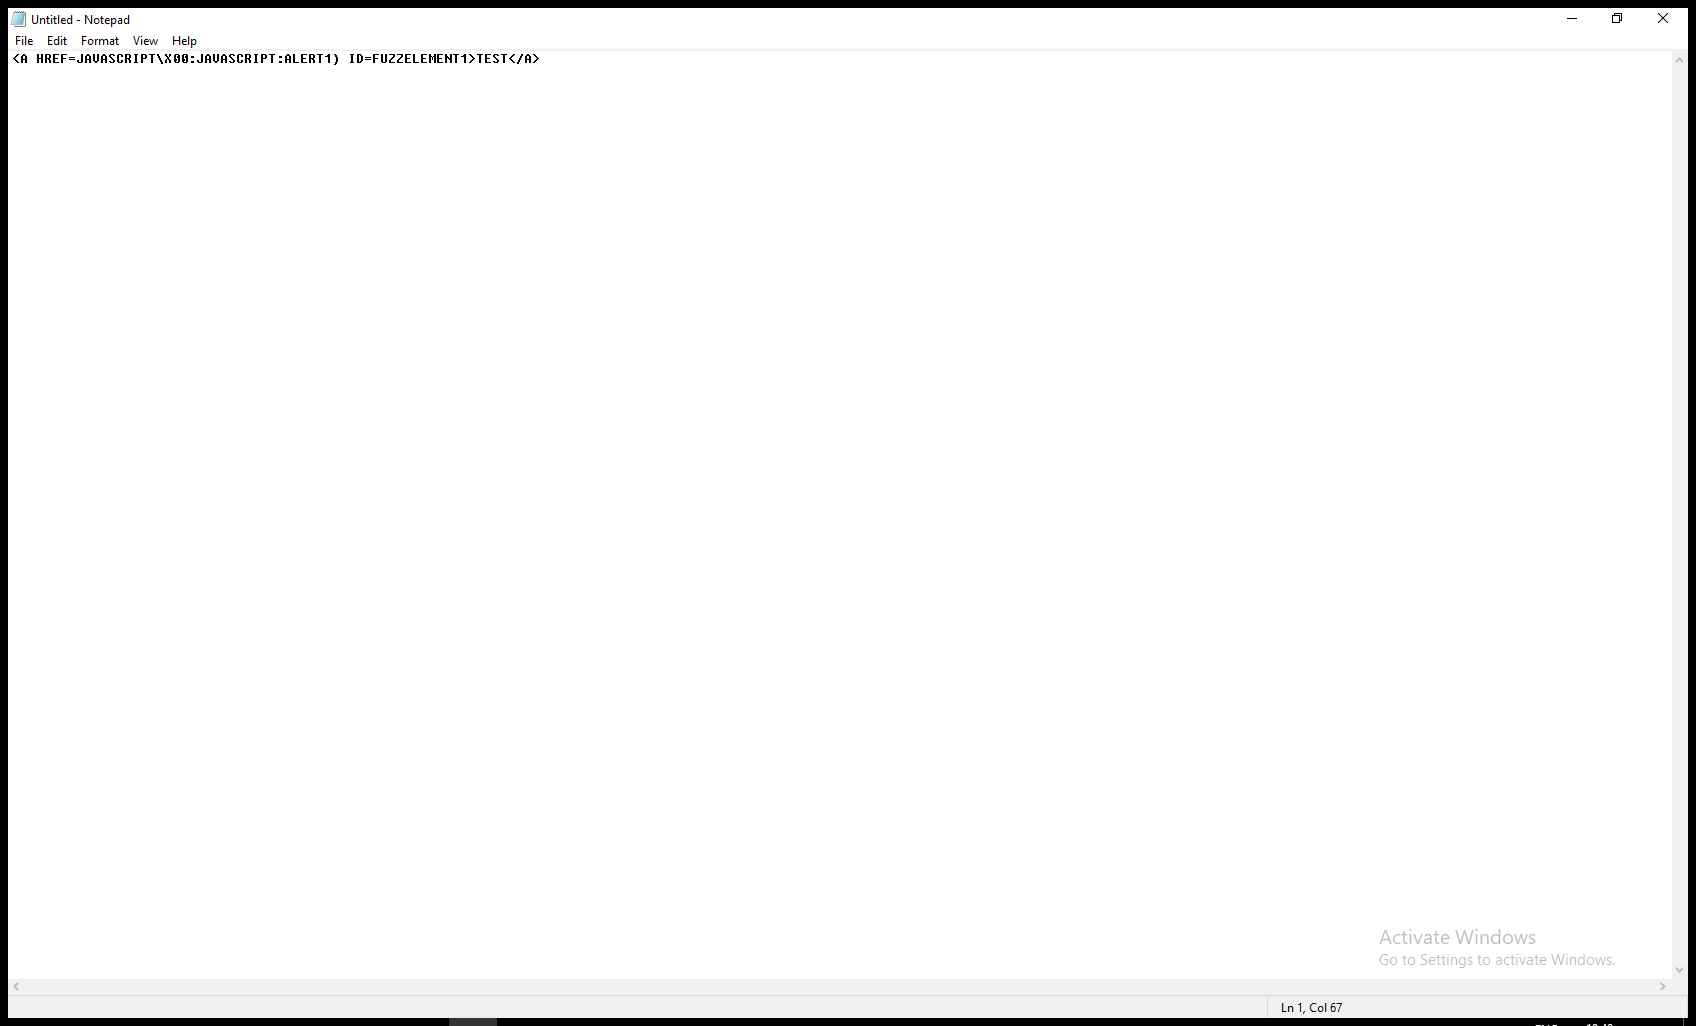 Untitled - Notepad
File Edit Format View Help
<A HREF=JAVASCRIPT\X00:JAVASCRIPT:ALERT1) ID=FUZZELEMENT1>TEST</A>
Activate Windows
Go to Settings to activate Windows.
Ln 1, Col 67